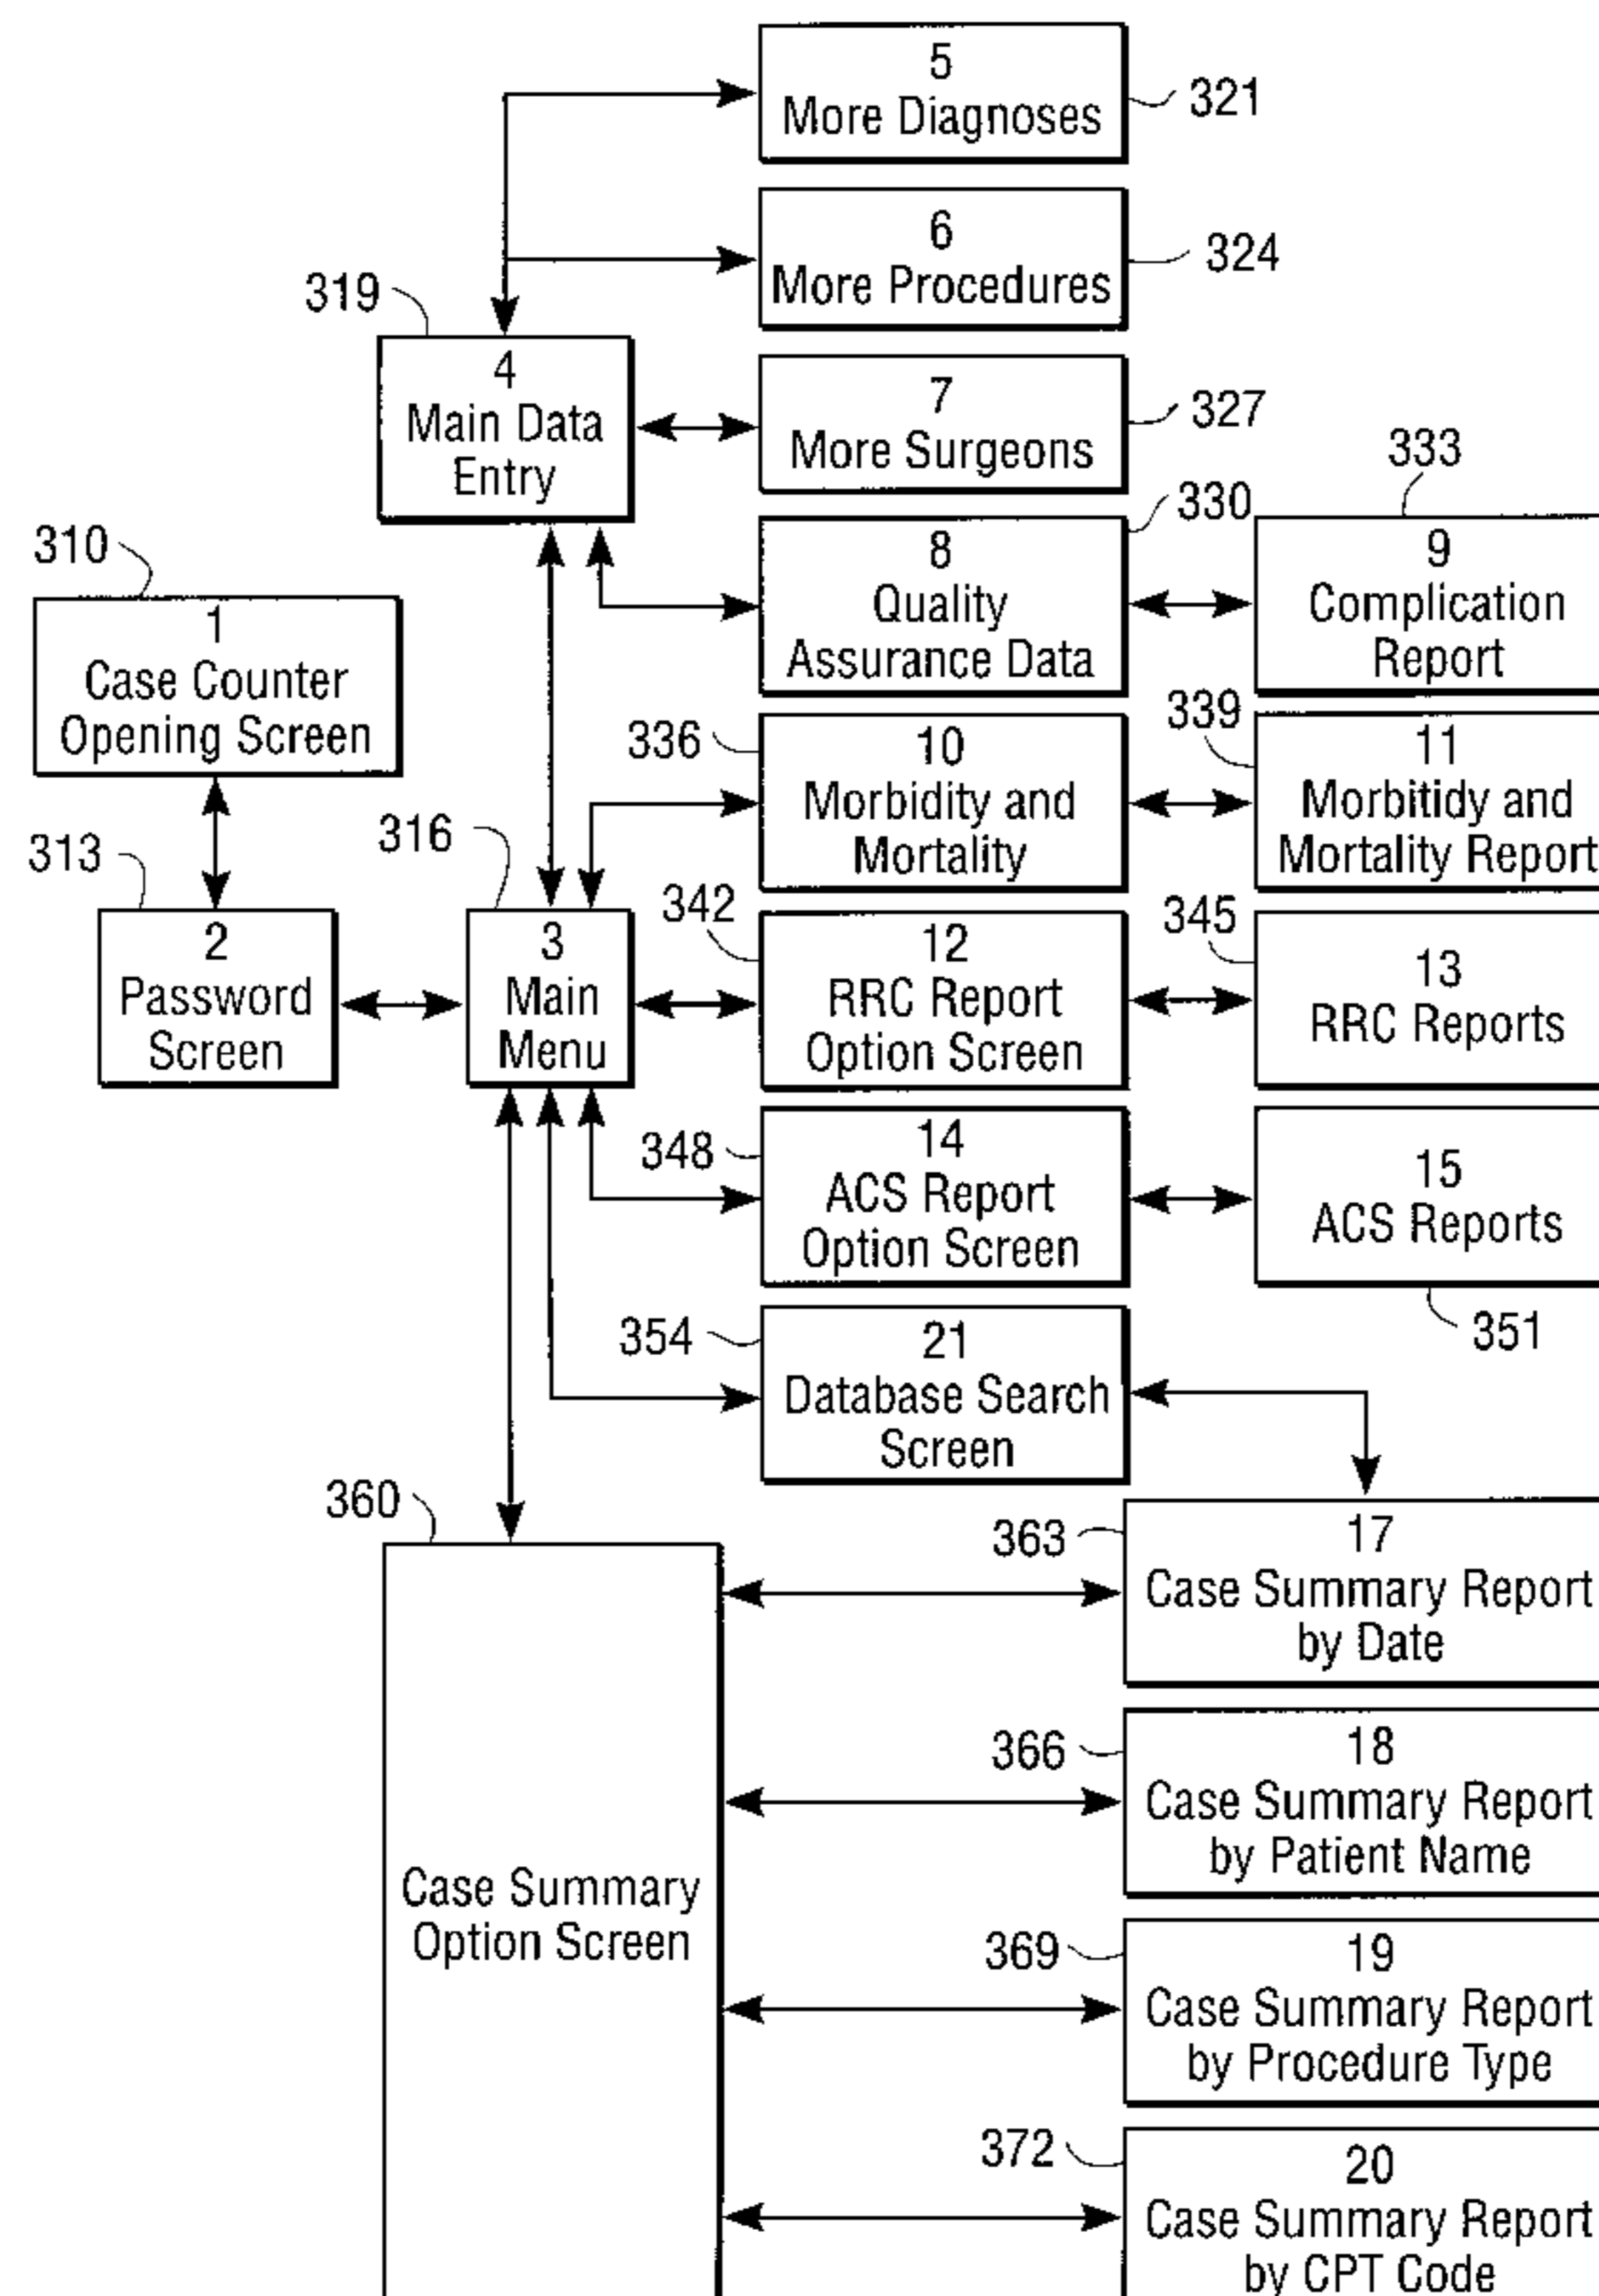 5
More Diagnoses
321
6
More Procedures
324
319
4
Main Data
Entry
7
More Surgeons
327
310
1
Case Counter
Opening Screen
8
Quality
Assurance Data
330
333
9
Complication
Report
336
10
Morbidity and
Mortality
339
11
Morbitidy and
Mortality Report
313
2
Password
Screen
316
3
Main
Menu
342
12
RRC Report
Option Screen
345
13
RRC Reports
348
14
ACS Report
Option Screen
15
ACS Reports
351
354
21
Database Search
Screen
360
Case Summary
Option Screen
363
17
Case Summary Report
by Date
366
18
Case Summary Report
by Patient Name
369
19
Case Summary Report
by Procedure Type
372
20
Case Summary Report
by CPT Code